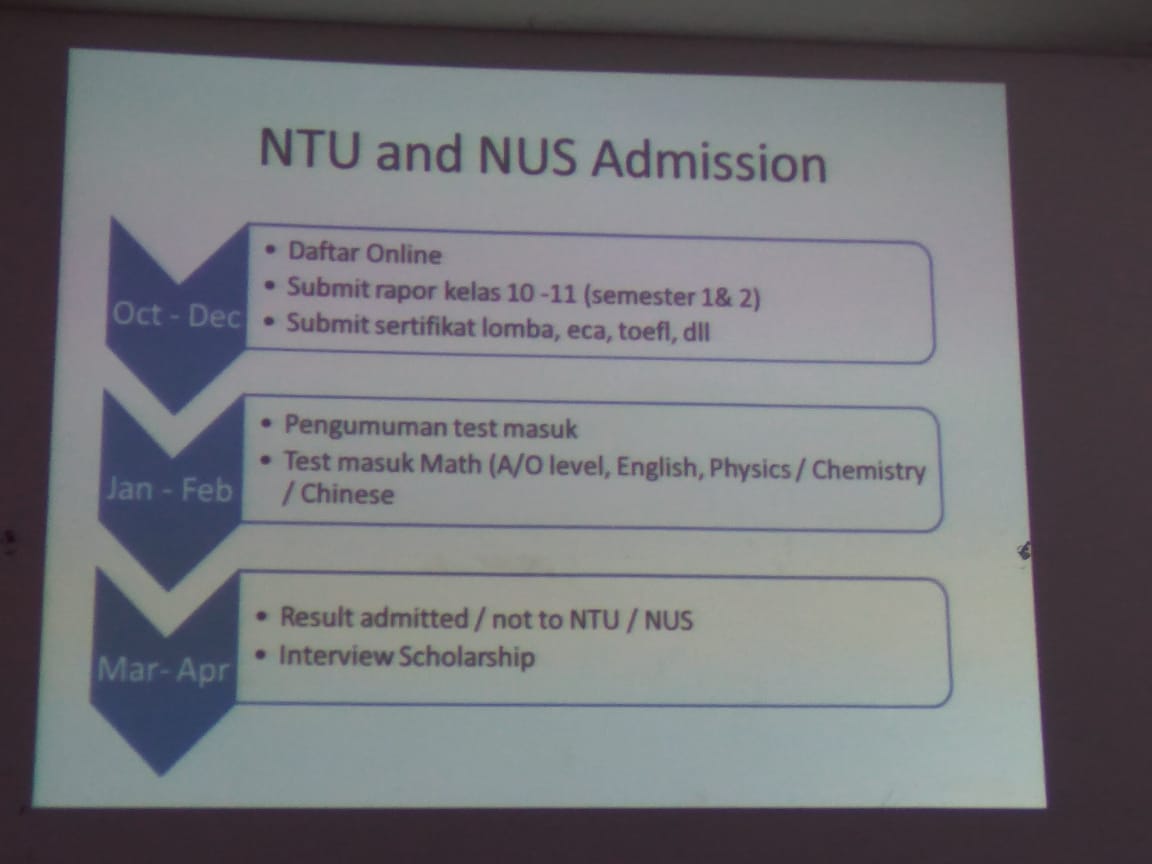 NTU and NUS Admission
Oct - Dec
• Daftar Online
• Submit rapor kelas 10 -11 (semester 1& 2)
• Submit sertifikat lomba, eca, toefl, dll
Jan - Feb
• Pengumuman test masuk
• Test masuk Math (A/O level, English, Physics / Chemistry
/ Chinese
Mar- Apr
• Result admitted / not to NTU / NUS
• Interview Scholarship